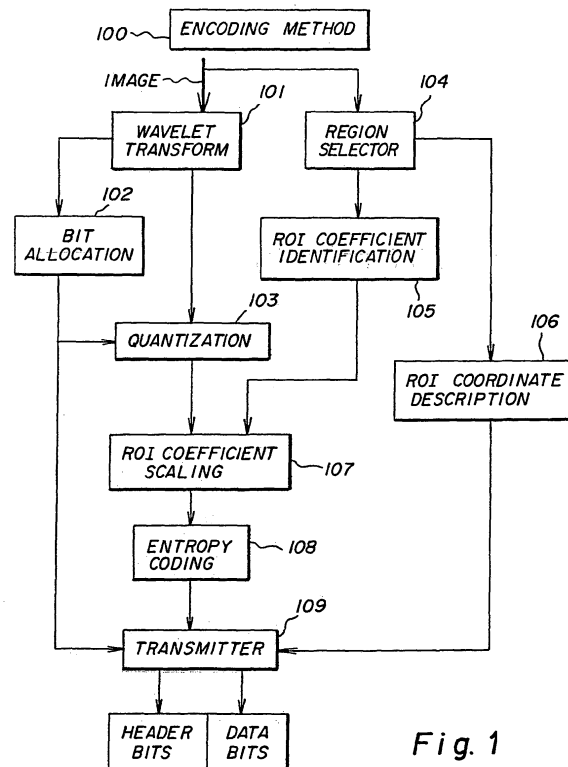 100
ENCODING METHOD
IMAGE
101
WAVELET
TRANSFORM
104
REGION
SELECTOR
102
BIT
ALLOCATION
ROI COEFFICIENT
IDENTIFICATION
105
103
QUANTIZATION
106
ROI COORDINATE
DESCRIPTION
ROI COEFFICIENT
SCALING
107
ENTROPY
CODING
108
109
TRANSMITTER
HEADER
BITS
DATA
BITS
Fig. 1